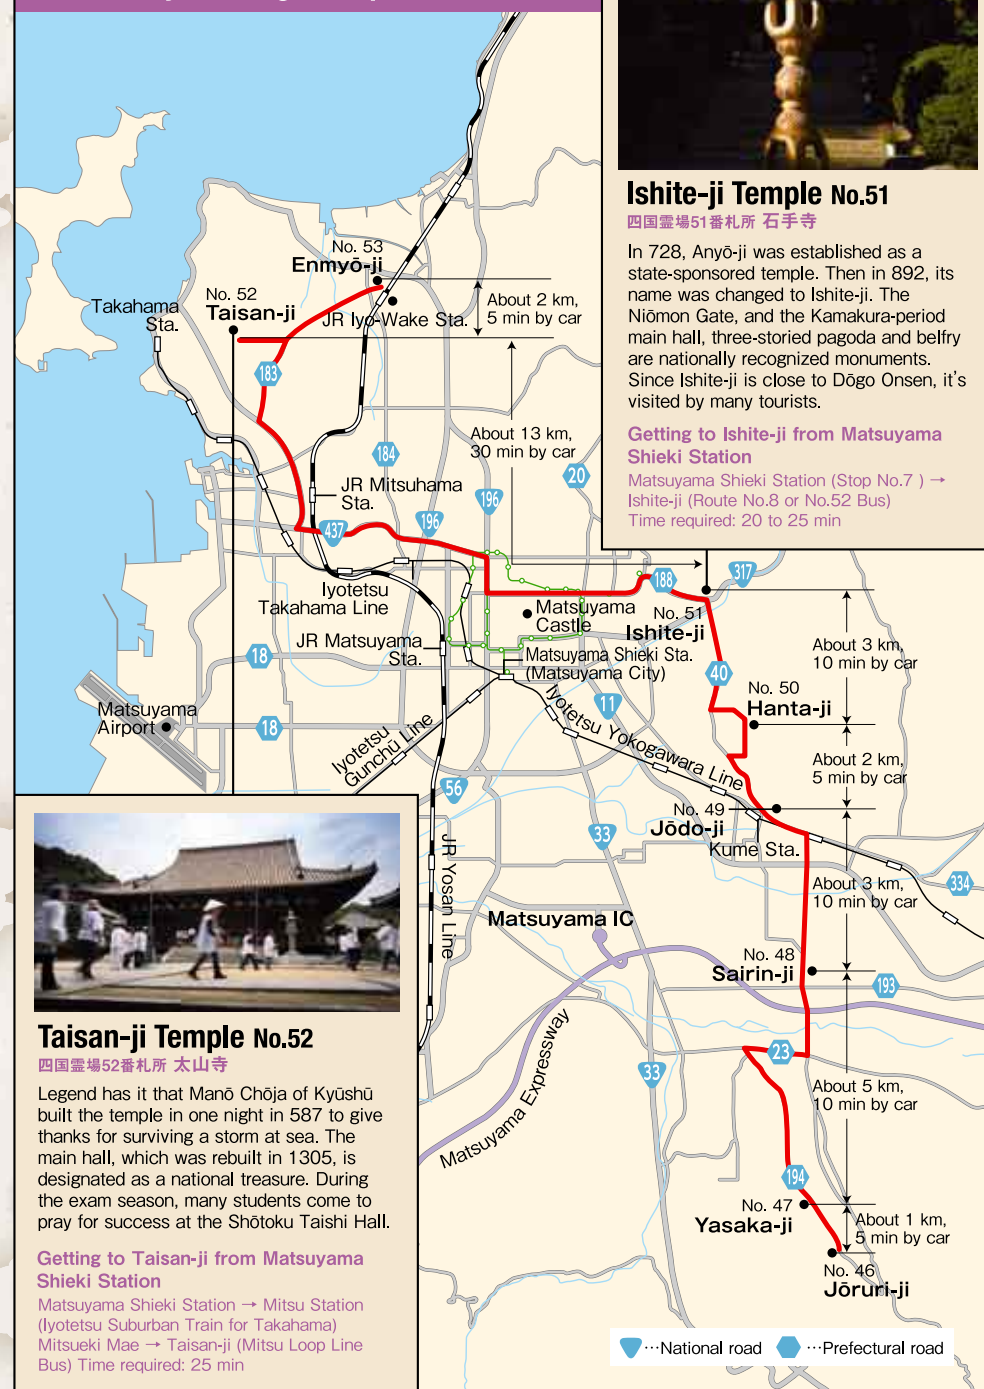 Ishite-ji Temple No.51
四国霊場51番札所 石手寺
In 728, Anyō-ji was established as a
state-sponsored temple. Then in 892, its
name was changed to Ishite-ji. The
Niōmon Gate, and the Kamakura-period
main hall, three-storied pagoda and belfry
are nationally recognized monuments.
Since Ishite-ji is close to Dōgo Onsen, it's
visited by many tourists.
Getting to Ishite-ji from Matsuyama
Shieki Station
Matsuyama Shieki Station (Stop No.7 ) →
Ishite-ji (Route No.8 or No.52 Bus)
Time required: 20 to 25 min
No. 53
Enmyō-ji
No. 52
Taisan-ji
Takahama
Sta.
JR Iyo-Wake Sta.
About 2 km,
5 min by car
183
About 13 km,
30 min by car
184
20
JR Mitsuhama
Sta.
196
196
437
Iyotetsu
Takahama Line
188
317
Matsuyama
Castle
No. 51
Ishite-ji
JR Matsuyama
Sta.
18
Matsuyama Shieki Sta.
(Matsuyama City)
About 3 km,
10 min by car
40
No. 50
Hanta-ji
11
Matsuyama
Airport
18
Iyotetsu
Gunchū Line
Iyotetsu Yokogawara Line
About 2 km,
5 min by car
56
No. 49
Jōdo-ji
33
Kume Sta.
JR Yosan Line
About 3 km,
10 min by car
334
Matsuyama IC
No. 48
Sairin-ji
193
23
33
Matsuyama Expressway
About 5 km,
10 min by car
194
No. 47
Yasaka-ji
About 1 km,
5 min by car
No. 46
Jōruri-ji
Taisan-ji Temple No.52
四国霊場52番札所 太山寺
Legend has it that Manō Chōja of Kyūshū
built the temple in one night in 587 to give
thanks for surviving a storm at sea. The
main hall, which was rebuilt in 1305, is
designated as a national treasure. During
the exam season, many students come to
pray for success at the Shōtoku Taishi Hall.
Getting to Taisan-ji from Matsuyama
Shieki Station
Matsuyama Shieki Station → Mitsu Station
(Iyotetsu Suburban Train for Takahama)
Mitsueki Mae → Taisan-ji (Mitsu Loop Line
Bus) Time required: 25 min
…National road …Prefectural road